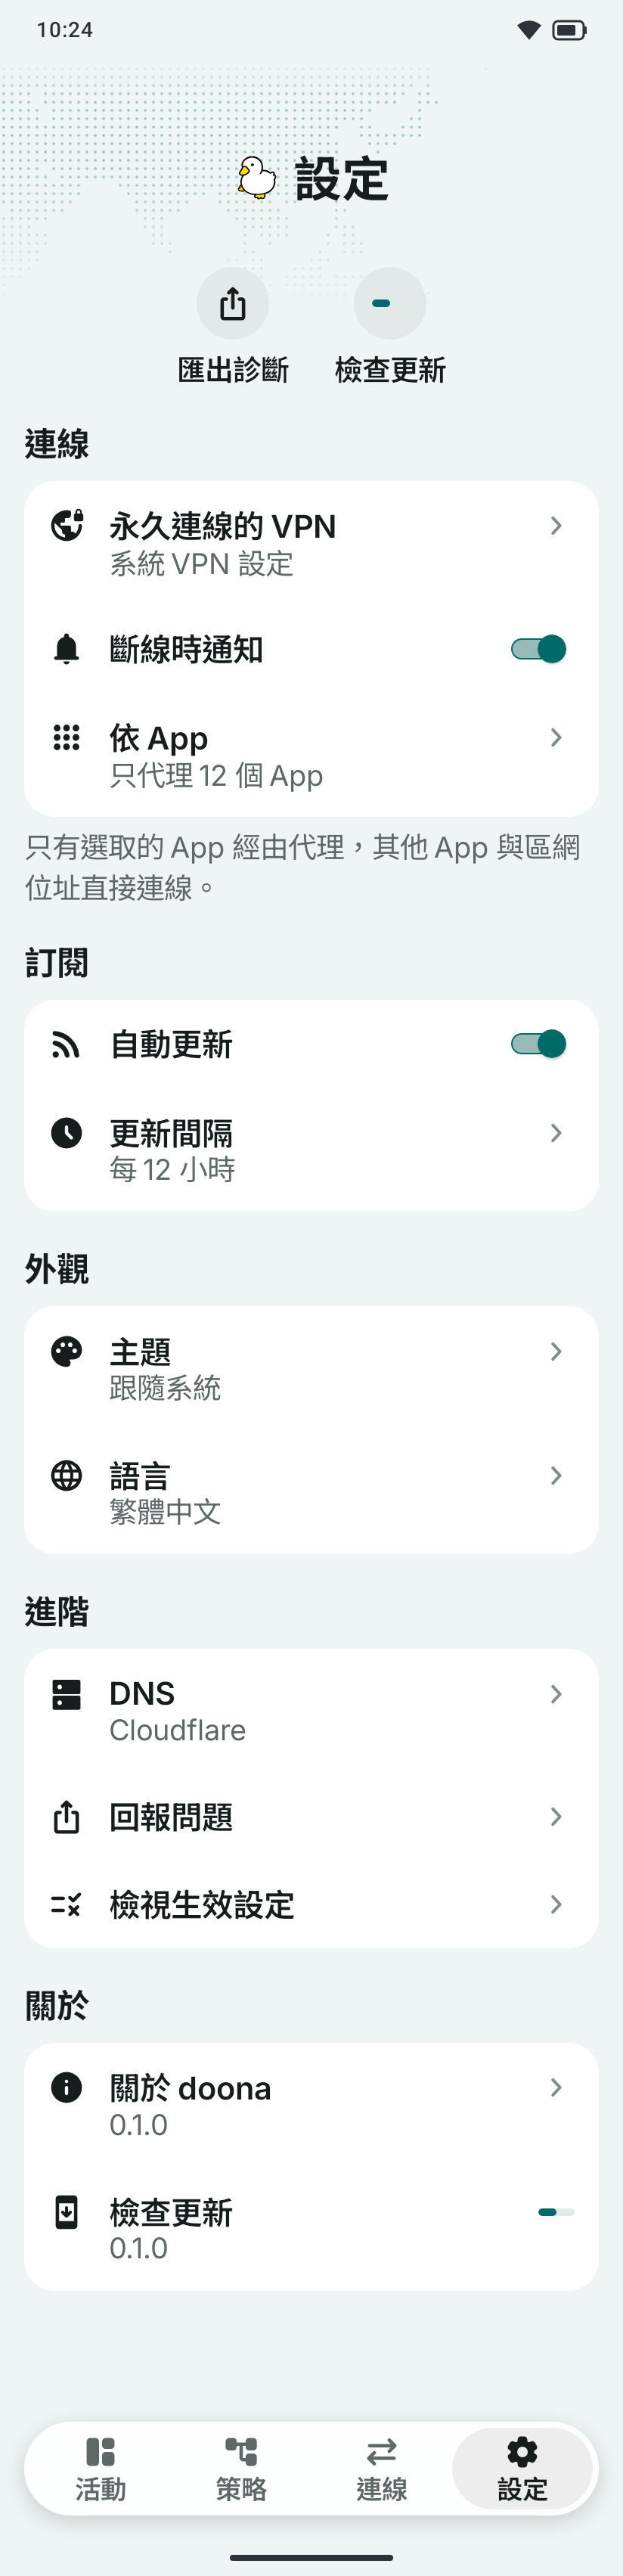 10:24
設定
匯出診斷
檢查更新
連線
永久連線的 VPN
系統 VPN 設定
斷線時通知
依 App
只代理 12 個 App
只有選取的 App 經由代理，其他 App 與區網
位址直接連線。
訂閱
自動更新
更新間隔
每 12 小時
外觀
主題
跟隨系統
語言
繁體中文
進階
DNS
Cloudflare
回報問題
檢視生效設定
關於
關於 doona
0.1.0
檢查更新
0.1.0
活動
策略
連線
設定